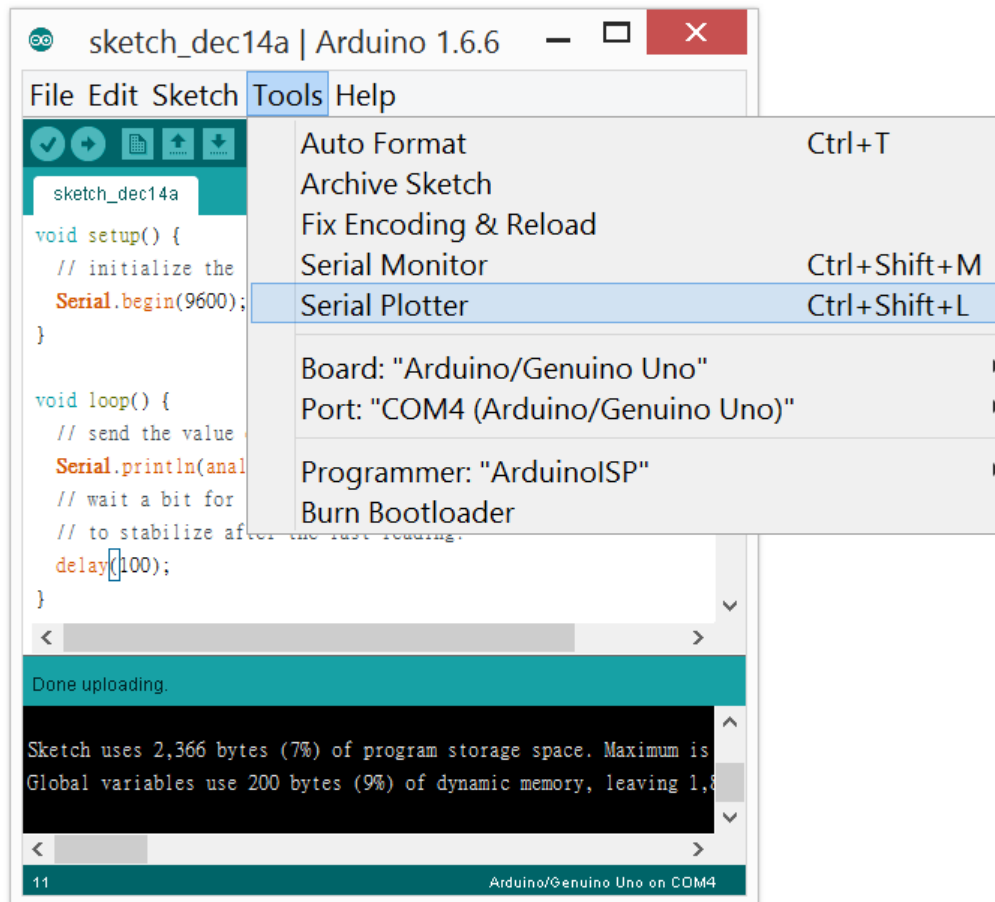 sketch_dec14a | Arduino 1.6.6
File Edit Sketch Tools Help
Auto Format Ctrl+T
Archive Sketch
Fix Encoding & Reload
Serial Monitor Ctrl+Shift+M
Serial Plotter Ctrl+Shift+L
Board: "Arduino/Genuino Uno"
Port: "COM4 (Arduino/Genuino Uno)"
Programmer: "ArduinoISP"
Burn Bootloader
sketch_dec14a
void setup() {
// initialize the
Serial.begin(9600);
}
void loop() {
// send the value
Serial.println(anal
// wait a bit for
// to stabilize after the last reading:
delay(100);
}
Done uploading.
Sketch uses 2,366 bytes (7%) of program storage space. Maximum is
Global variables use 200 bytes (9%) of dynamic memory, leaving 1,8
11
Arduino/Genuino Uno on COM4